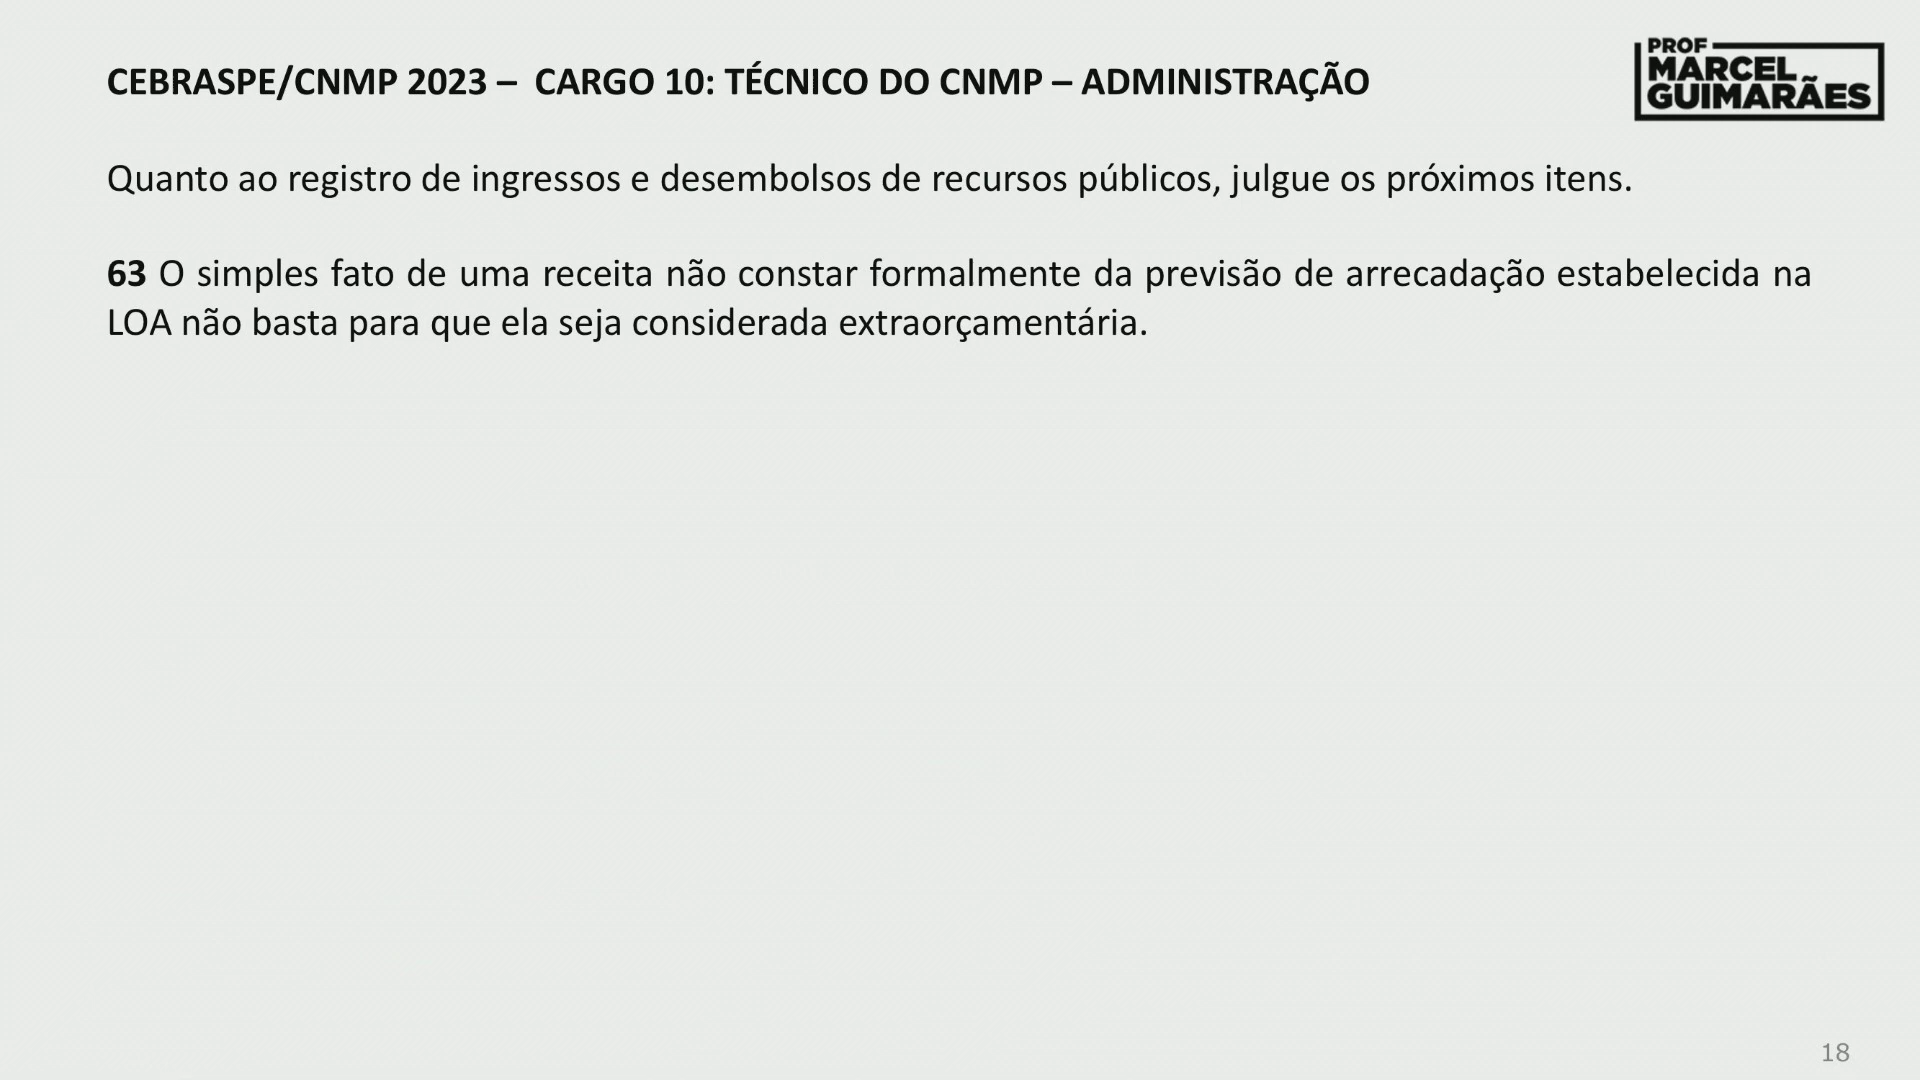 CEBRASPE/CNMP 2023 – CARGO 10: TÉCNICO DO CNMP – ADMINISTRAÇÃO
PROF
MARCEL
GUIMARÃES
Quanto ao registro de ingressos e desembolsos de recursos públicos, julgue os próximos itens.
63 O simples fato de uma receita não constar formalmente da previsão de arrecadação estabelecida na
LOA não basta para que ela seja considerada extraorçamentária.
18